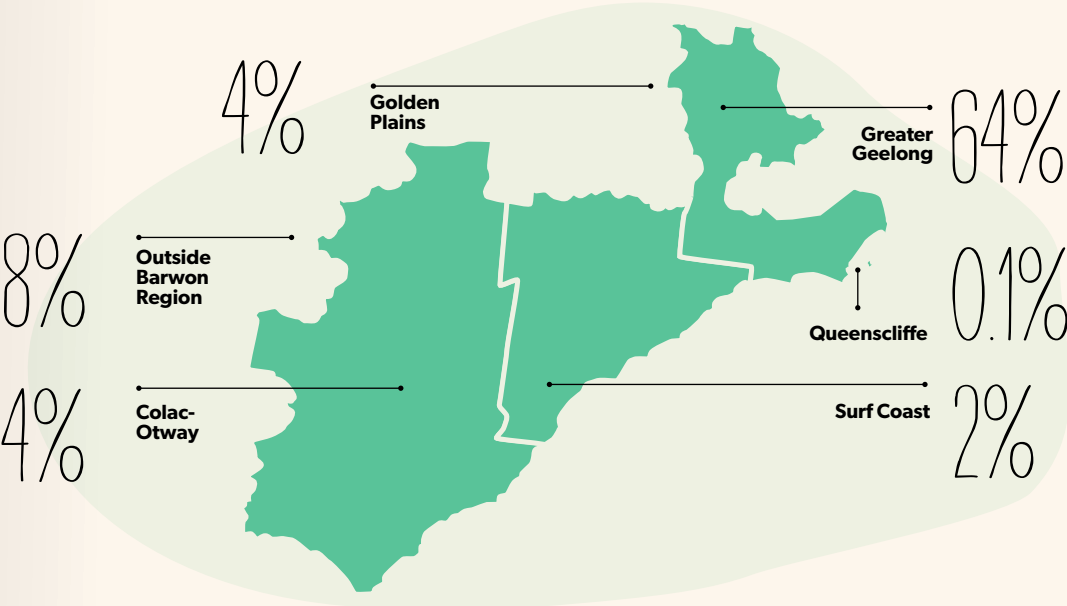 4%
Golden
Plains
64%
Greater
Geelong
8%
Outside
Barwon
Region
0.1%
Queenscliffe
4%
Colac-
Otway
2%
Surf Coast